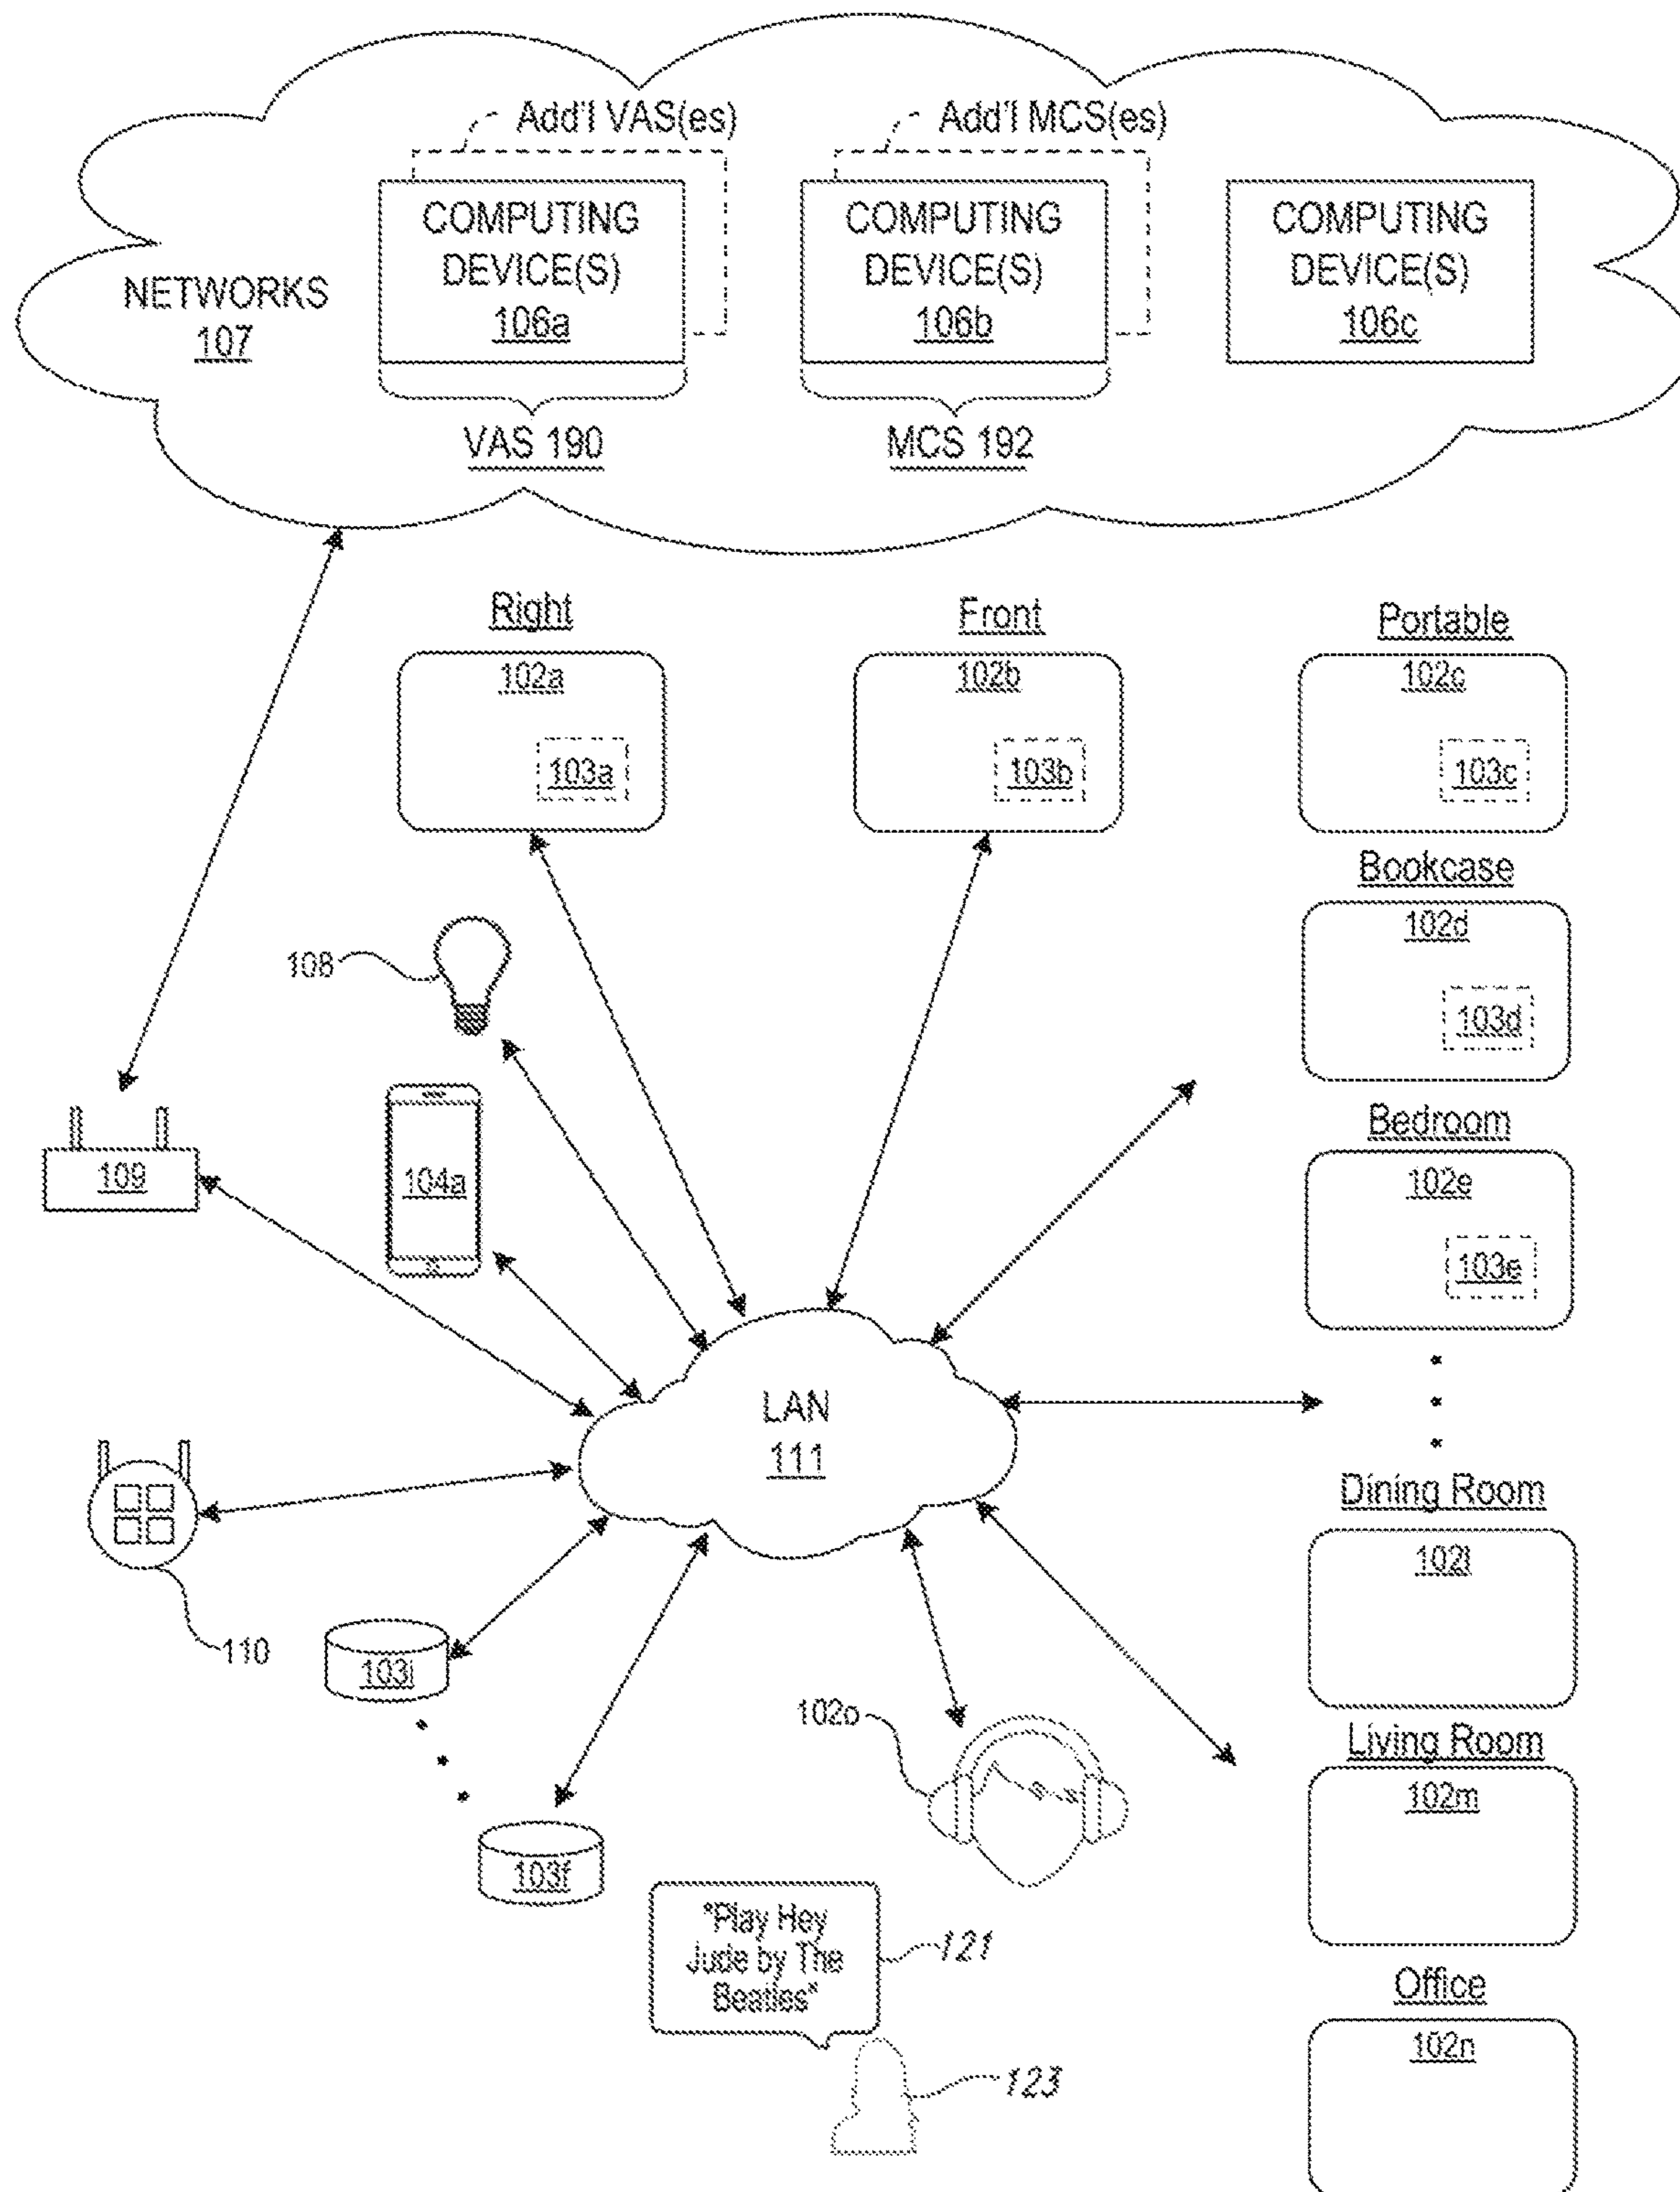 Add'l VAS(es)
Add'l MCS(es)
COMPUTING
DEVICE(S)
106a
COMPUTING
DEVICE(S)
106b
COMPUTING
DEVICE(S)
106c
NETWORKS
107
VAS 190
MCS 192
Right
102a
103a
Front
102b
103b
Portable
102c
103c
Bookcase
102d
103d
Bedroom
102e
103e
108
104a
109
LAN
111
110
103i
103f
102o
Dining Room
102l
Living Room
102m
Office
102n
"Play Hey
Jude by The
Beatles"
121
123